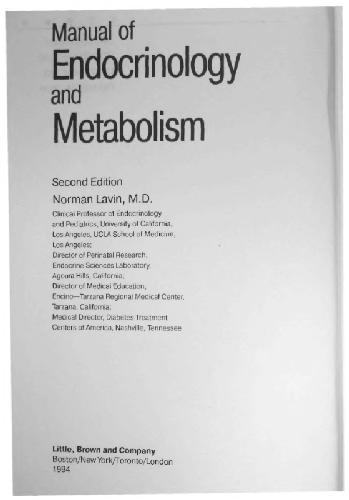 Manual of
Endocrinology
and
Metabolism
Second Edition
Norman Lavin, M.D.
Clinical Professor of Endocrinology
and Pediatrics, University of California,
Los Angeles, UCLA School of Medicine,
Los Angeles;
Director of Perinatal Research,
Endocrine Sciences Laboratory,
Agoura Hills, California;
Director of Medical Education,
Encino—Tarzana Regional Medical Center,
Tarzana, California;
Medical Director, Diabetes Treatment
Centers of America, Nashville, Tennessee
Little, Brown and Company
Boston/New York/Toronto/London
1994